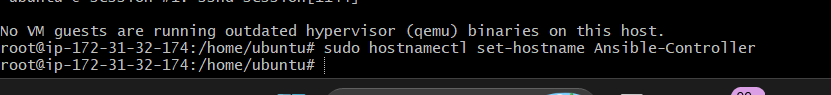 No VM guests are running outdated hypervisor (qemu) binaries on this host.
root@ip-172-31-32-174:/home/ubuntu# sudo hostnamectl set-hostname Ansible-Controller
root@ip-172-31-32-174:/home/ubuntu#